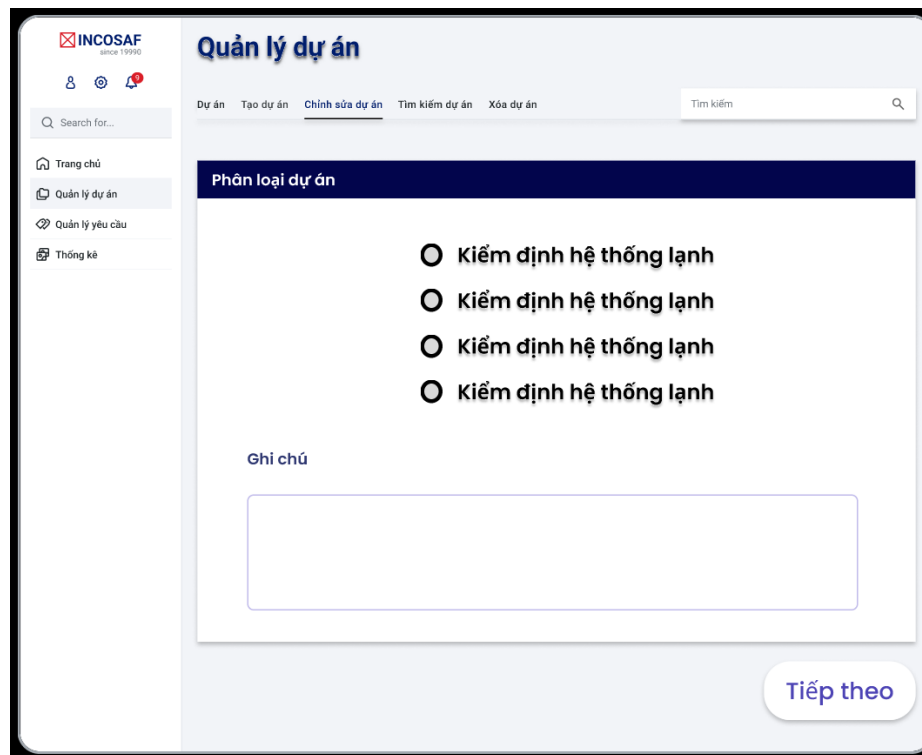 INCOSAF
since 19990
9
Search for...
Trang chủ
Quản lý dự án
Quản lý yêu cầu
Thống kê
Quản lý dự án
Dự án Tạo dự án Chỉnh sửa dự án Tìm kiếm dự án Xóa dự án
Tìm kiếm
Phân loại dự án
Kiểm định hệ thống lạnh
Kiểm định hệ thống lạnh
Kiểm định hệ thống lạnh
Kiểm định hệ thống lạnh
Ghi chú
Tiếp theo